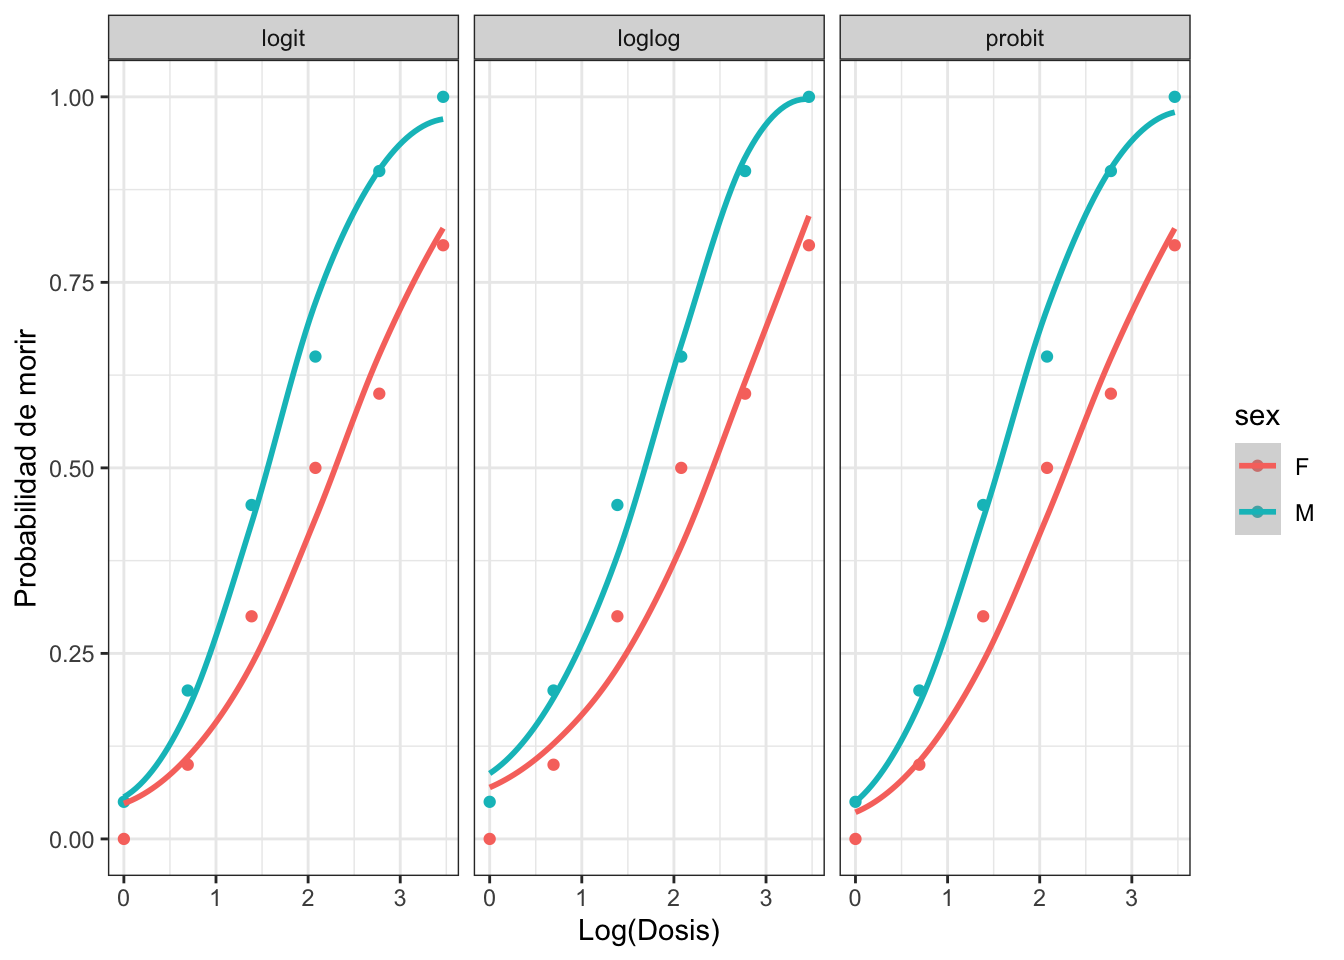 logit loglog probit
Probabilidad de morir
1.00
0.75
0.50
0.25
0.00
0 1 2 3 0 1 2 3 0 1 2 3
Log(Dosis)
sex
F
M